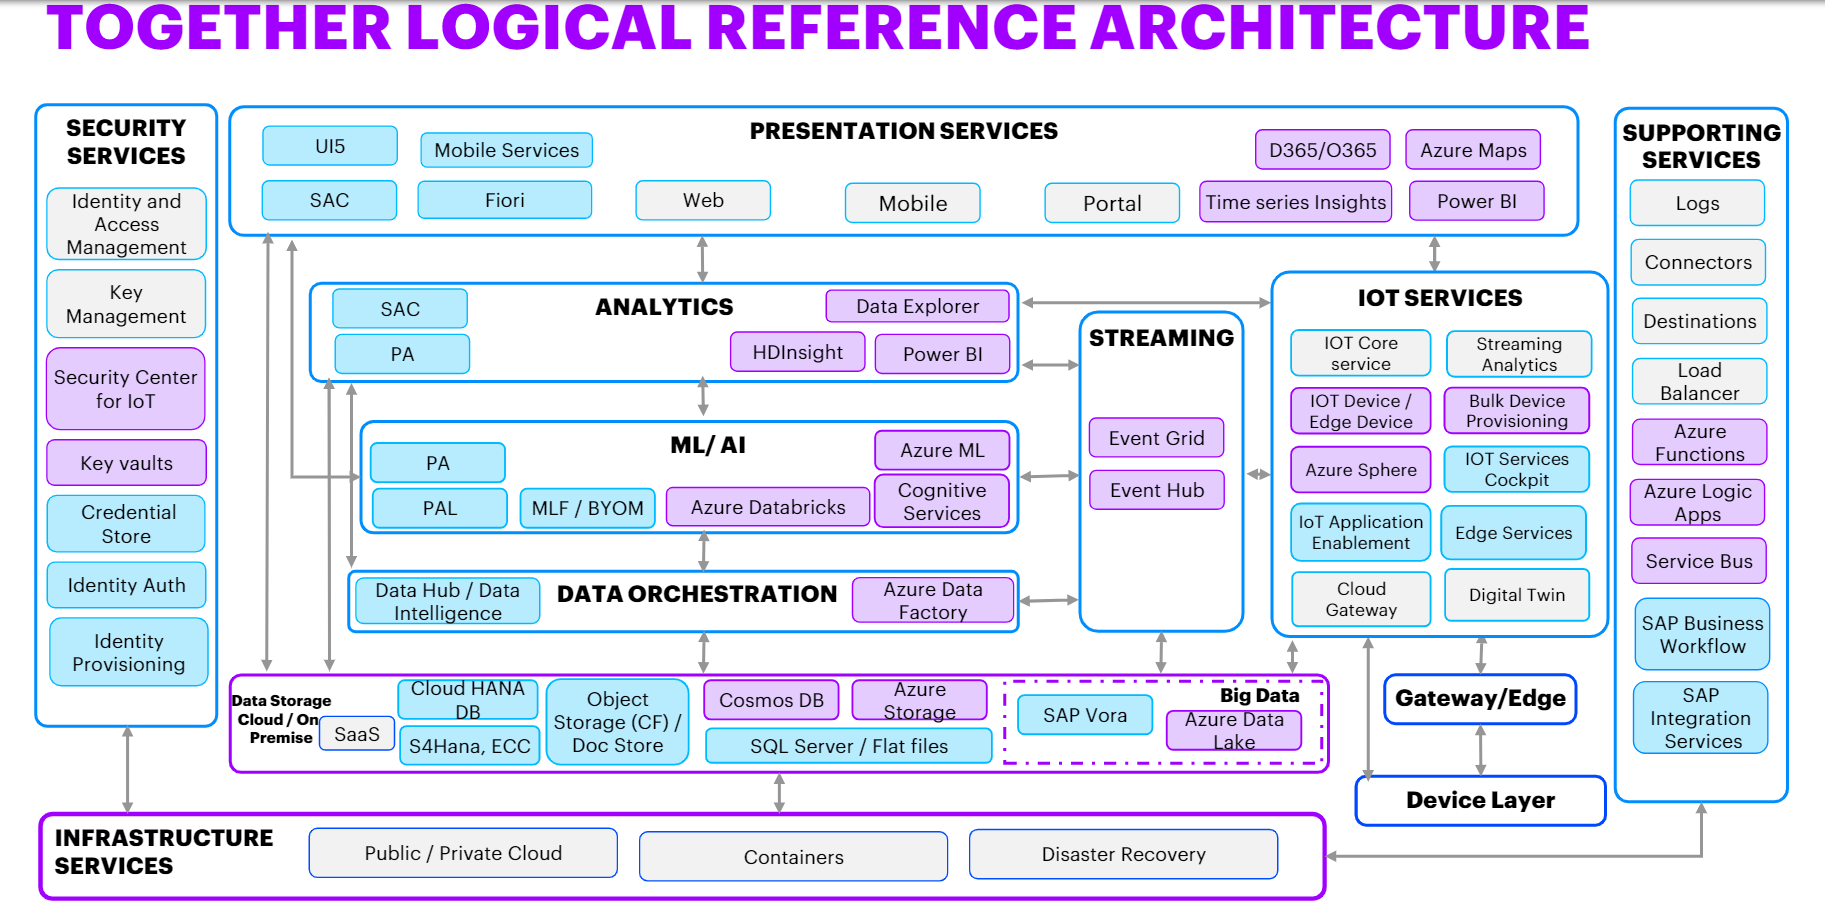 TOGETHER LOGICAL REFERENCE ARCHITECTURE
SECURITY
SERVICES
Identity and
Access
Management
Key
Management
Security Center
for IoT
Key vaults
Credential
Store
Identity Auth
Identity
Provisioning
PRESENTATION SERVICES
UI5
Mobile Services
D365/O365
Azure Maps
SAC
Fiori
Web
Mobile
Portal
Time series Insights
Power BI
ANALYTICS
SAC
Data Explorer
PA
HDInsight
Power BI
ML/ AI
PA
Azure ML
PAL
MLF / BYOM
Azure Databricks
Cognitive
Services
DATA ORCHESTRATION
Data Hub / Data
Intelligence
Azure Data
Factory
STREAMING
Event Grid
Event Hub
IOT SERVICES
IOT Core
service
Streaming
Analytics
IOT Device /
Edge Device
Bulk Device
Provisioning
Azure Sphere
IOT Services
Cockpit
IoT Application
Enablement
Edge Services
Cloud
Gateway
Digital Twin
SUPPORTING
SERVICES
Logs
Connectors
Destinations
Load
Balancer
Azure
Functions
Azure Logic
Apps
Service Bus
SAP Business
Workflow
SAP
Integration
Services
Data Storage
Cloud / On
Premise
SaaS
Cloud HANA
DB
S4Hana, ECC
Object
Storage (CF) /
Doc Store
Cosmos DB
Azure
Storage
SQL Server / Flat files
Big Data
SAP Vora
Azure Data
Lake
Gateway/Edge
Device Layer
INFRASTRUCTURE
SERVICES
Public / Private Cloud
Containers
Disaster Recovery